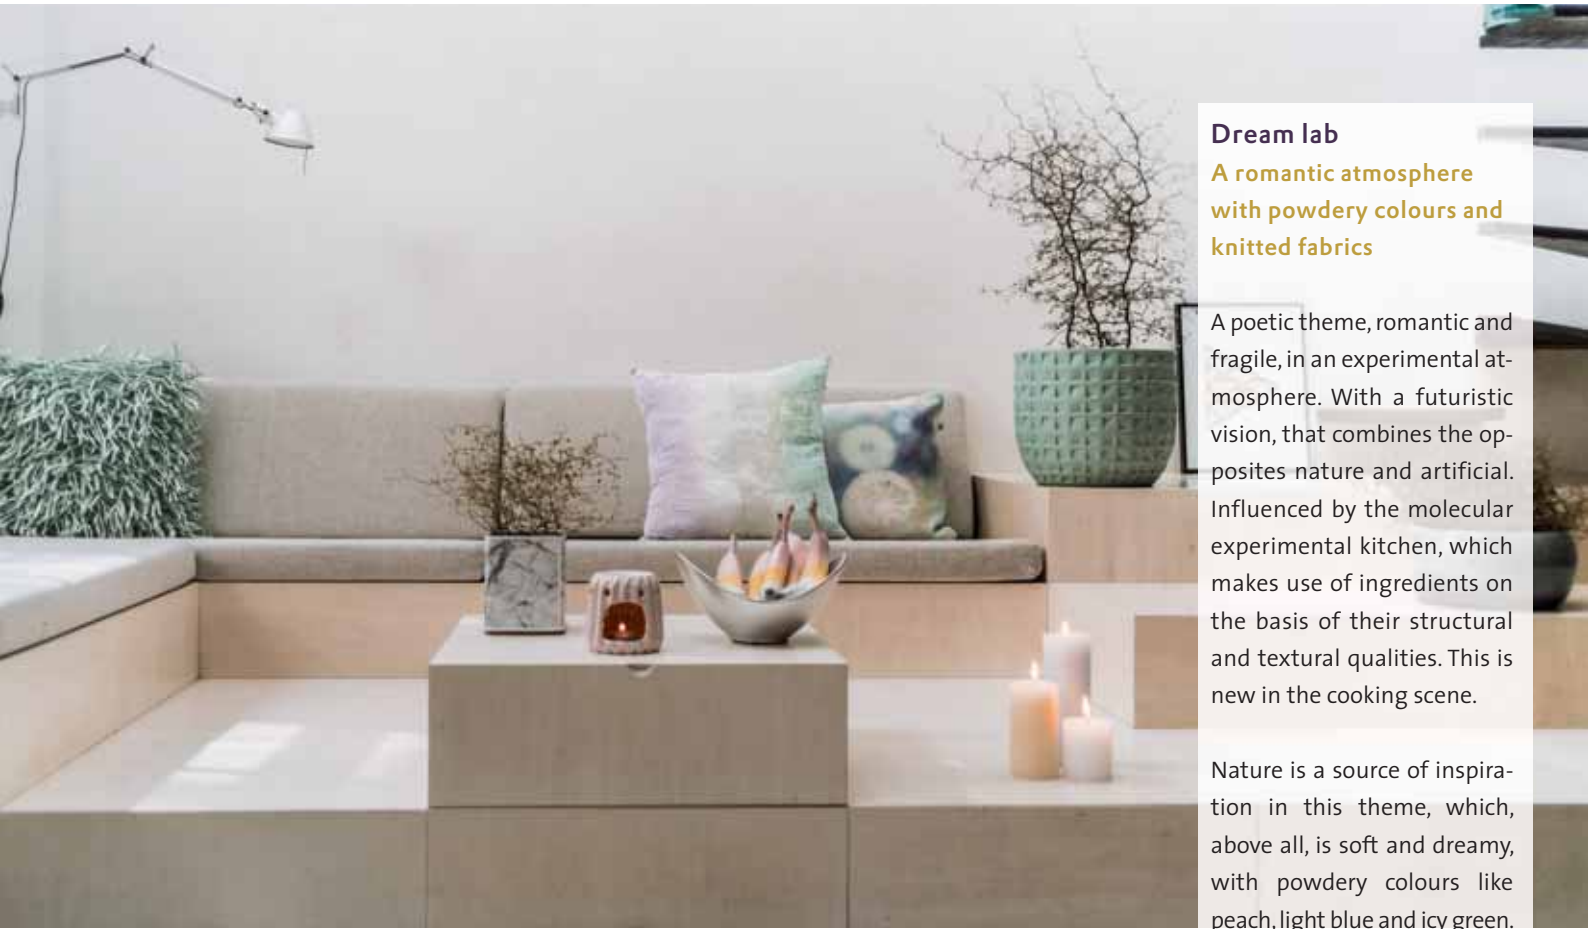 Dream lab
A romantic atmosphere
with powdery colours and
knitted fabrics
A poetic theme, romantic and
fragile, in an experimental at-
mosphere. With a futuristic
vision, that combines the op-
posites nature and artificial.
Influenced by the molecular
experimental kitchen, which
makes use of ingredients on
the basis of their structural
and textural qualities. This is
new in the cooking scene.
Nature is a source of inspira-
tion in this theme, which,
above all, is soft and dreamy,
with powdery colours like
peach, light blue and icy green.